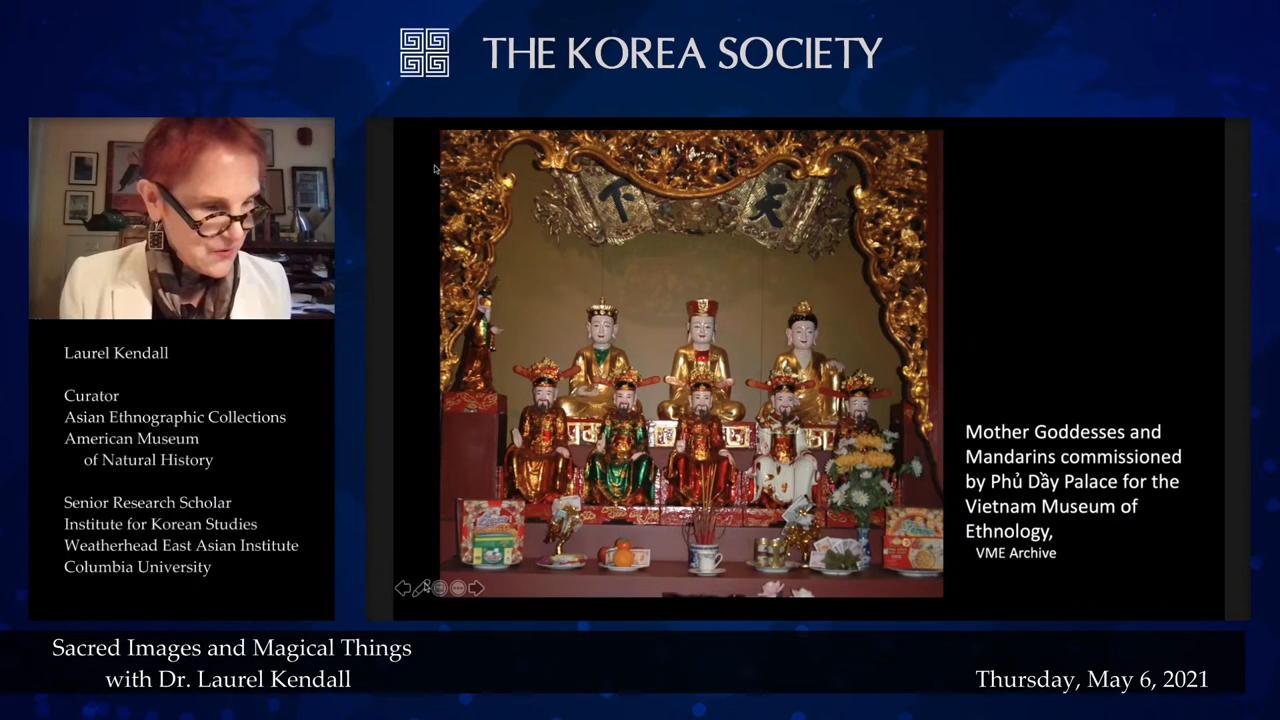 THE KOREA SOCIETY
Laurel Kendall
Curator
Asian Ethnographic Collections
American Museum
of Natural History
Senior Research Scholar
Institute for Korean Studies
Weatherhead East Asian Institute
Columbia University
下 天
Mother Goddesses and
Mandarins commissioned
by Phủ Dầy Palace for the
Vietnam Museum of
Ethnology,
VME Archive
Sacred Images and Magical Things
with Dr. Laurel Kendall
Thursday, May 6, 2021